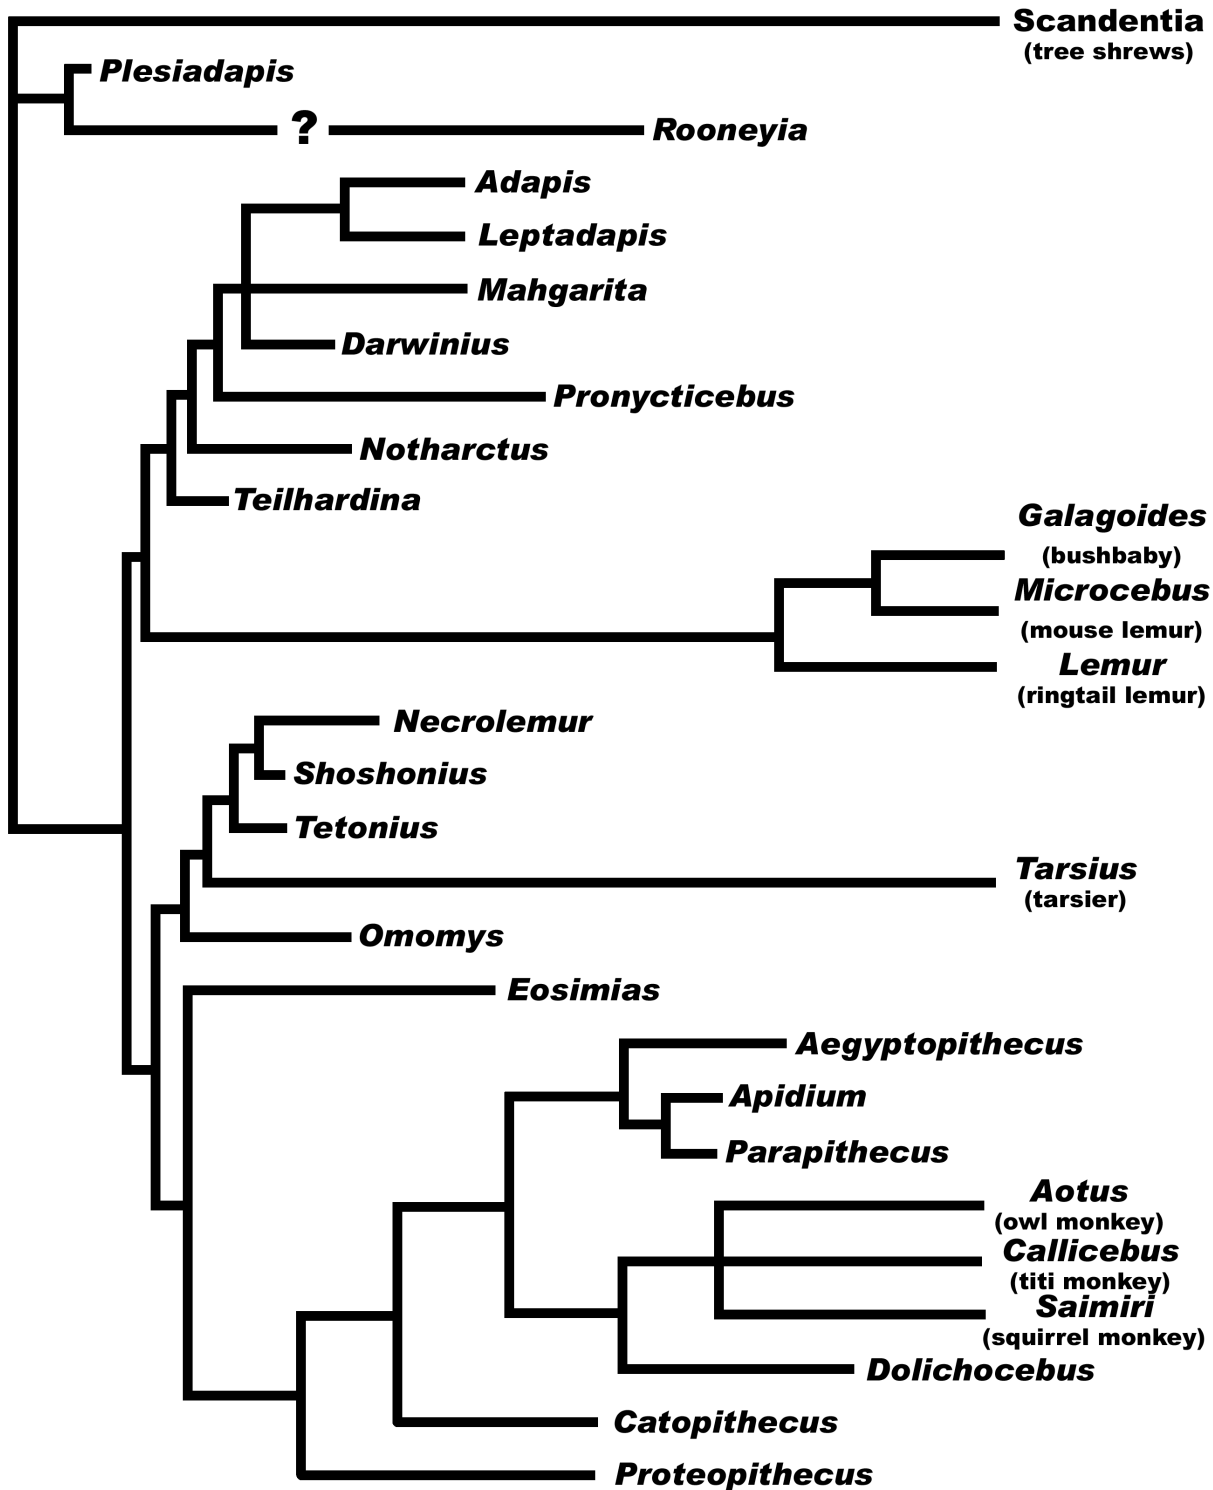 Scandentia
(tree shrews)
Plesiadapis
?
Rooneyia
Adapis
Leptadapis
Mahgarita
Darwinius
Pronycticebus
Notharctus
Teilhardina
Galagoides
(bushbaby)
Microcebus
(mouse lemur)
Lemur
(ringtail lemur)
Necrolemur
Shoshonius
Tetonius
Tarsius
(tarsier)
Omomys
Eosimias
Aegyptopithecus
Apidium
Parapithecus
Aotus
(owl monkey)
Callicebus
(titi monkey)
Saimiri
(squirrel monkey)
Dolichocebus
Catopithecus
Proteopithecus